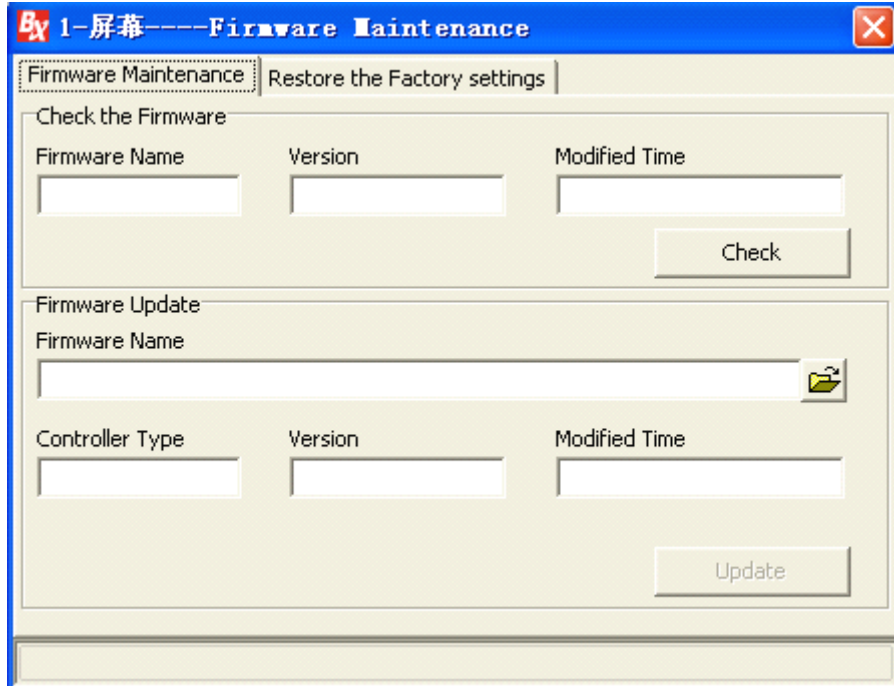 BX 1-屏幕----Firmware Maintenance
Firmware Maintenance Restore the Factory settings
Check the Firmware
Firmware Name Version Modified Time
Check
Firmware Update
Firmware Name
Controller Type Version Modified Time
Update